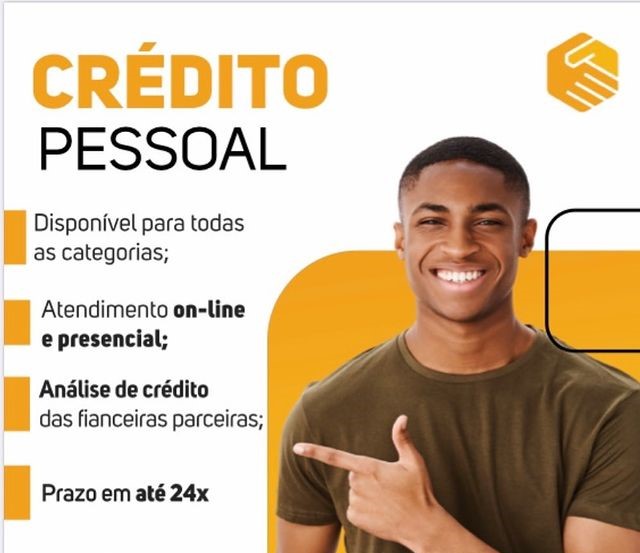 CRÉDITO
PESSOAL
Disponível para todas
as categorias;
Atendimento on-line
e presencial;
Análise de crédito
das fianceiras parceiras;
Prazo em até 24x